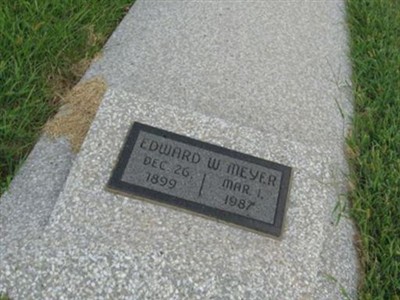 EDWARD W. MEYER
DEC 26, MAR. 1,
1899 1987